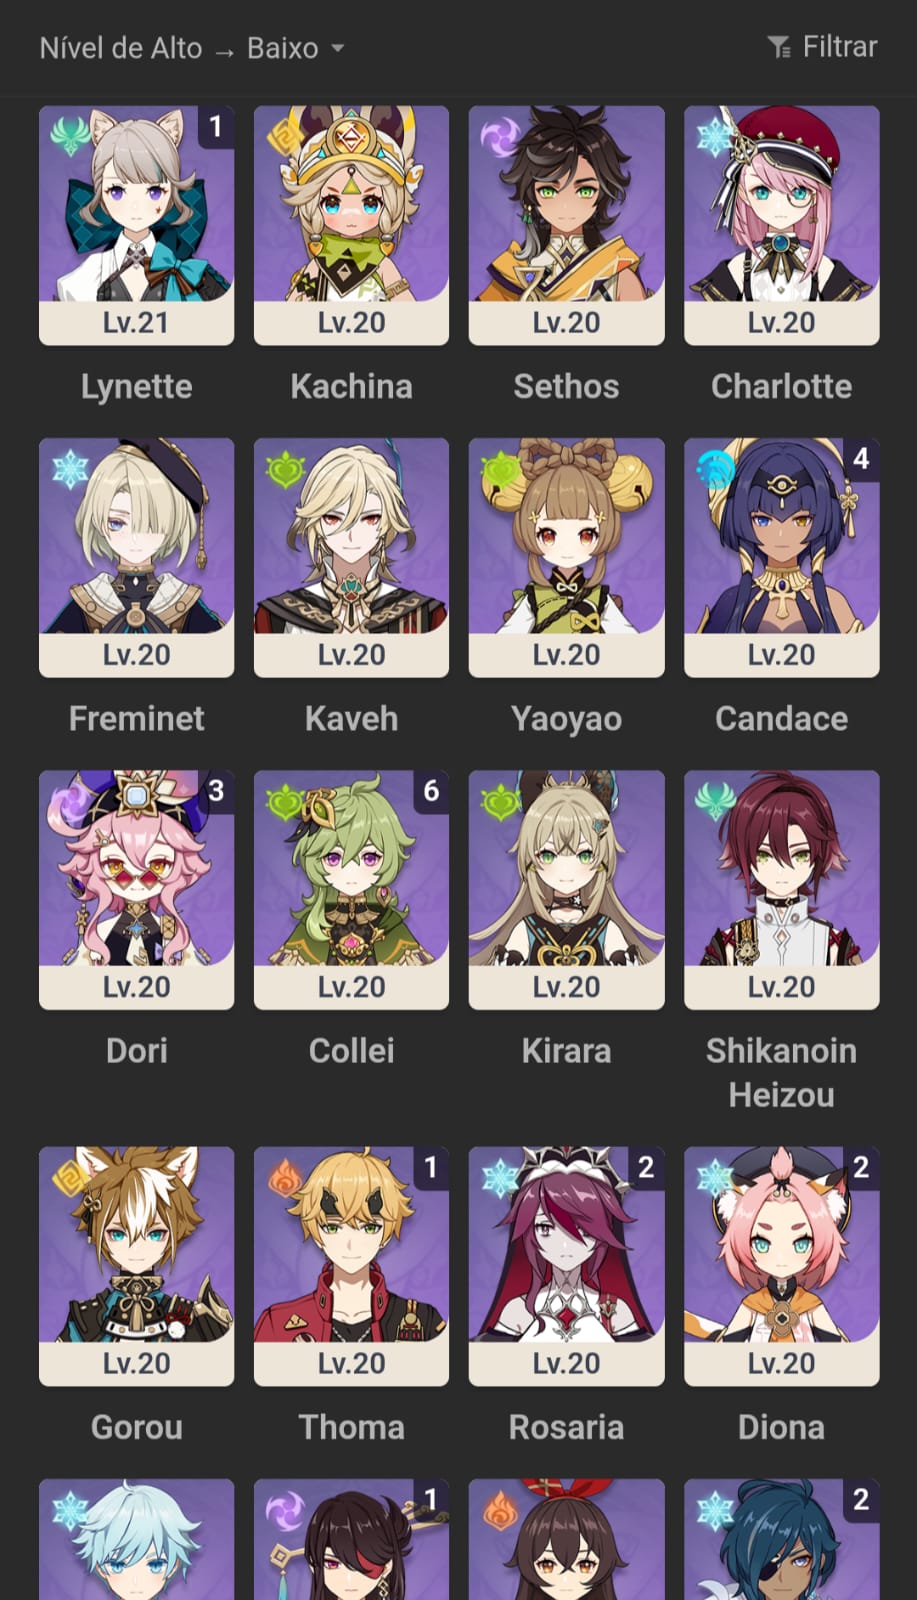 Nível de Alto → Baixo
Filtrar
1
Lv.21
Lv.20
Lv.20
Lv.20
Lynette
Kachina
Sethos
Charlotte
4
Lv.20
Lv.20
Lv.20
Lv.20
Freminet
Kaveh
Yaoyao
Candace
3
6
Lv.20
Lv.20
Lv.20
Lv.20
Dori
Collei
Kirara
Shikanoin
Heizou
1
2
2
Lv.20
Lv.20
Lv.20
Lv.20
Gorou
Thoma
Rosaria
Diona
1
2